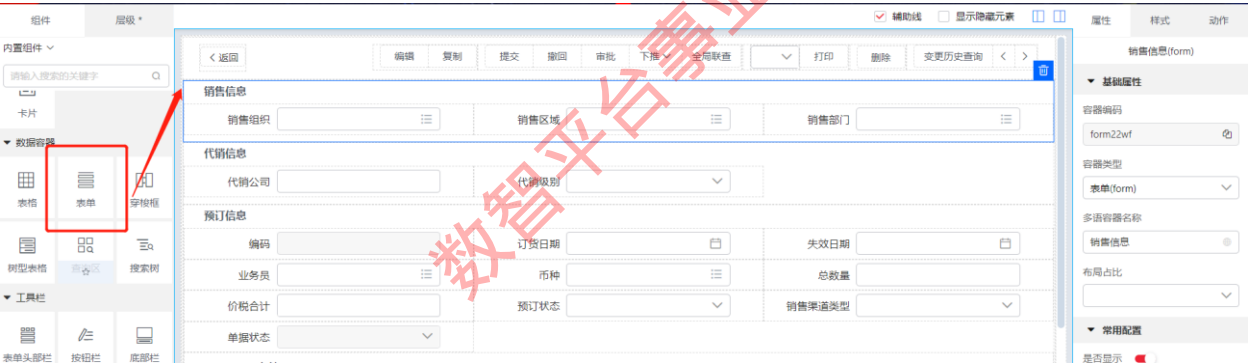 组件 层级 *
内置组件
请输入搜索的关键字
卡片
数据容器
表格 表单 穿梭框
树型表格 搜索树
工具栏
表单头部栏 按钮栏 底部栏
辅助线 显示隐藏元素
返回 编辑 复制 提交 撤回 审批 下推 全局联查 打印 删除 变更历史查询
销售信息
销售组织 销售区域 销售部门
代销信息
代销公司 代销级别
预订信息
编码 订货日期 失效日期
业务员 币种 总数量
价税合计 预订状态 销售渠道类型
单据状态
属性 样式 动作
销售信息(form)
基础属性
容器编码
form22wf
容器类型
表单(form)
多语容器名称
销售信息
布局占比
常用配置
是否显示
数智平台事业